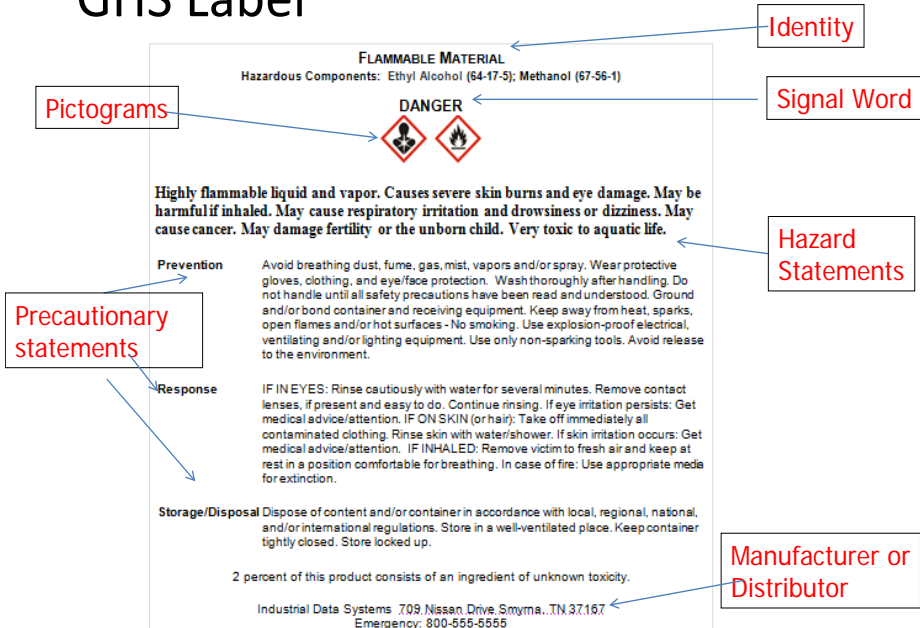 GHS Label
Identity
FLAMMABLE MATERIAL
Hazardous Components: Ethyl Alcohol (64-17-5); Methanol (67-56-1)
Pictograms
DANGER
Signal Word
Highly flammable liquid and vapor. Causes severe skin burns and eye damage. May be
harmful if inhaled. May cause respiratory irritation and drowsiness or dizziness. May
cause cancer. May damage fertility or the unborn child. Very toxic to aquatic life.
Hazard
Statements
Prevention Avoid breathing dust, fume, gas, mist, vapors and/or spray. Wear protective
gloves, clothing, and eye/face protection. Wash thoroughly after handling. Do
not handle until all safety precautions have been read and understood. Ground
and/or bond container and receiving equipment. Keep away from heat, sparks,
open flames and/or hot surfaces - No smoking. Use explosion-proof electrical,
ventilating and/or lighting equipment. Use only non-sparking tools. Avoid release
to the environment.
Precautionary
statements
Response IF IN EYES: Rinse cautiously with water for several minutes. Remove contact
lenses, if present and easy to do. Continue rinsing. If eye irritation persists: Get
medical advice/attention. IF ON SKIN (or hair): Take off immediately all
contaminated clothing. Rinse skin with water/shower. If skin irritation occurs: Get
medical advice/attention. IF INHALED: Remove victim to fresh air and keep at
rest in a position comfortable for breathing. In case of fire: Use appropriate media
for extinction.
Storage/Disposal Dispose of content and/or container in accordance with local, regional, national,
and/or international regulations. Store in a well-ventilated place. Keep container
tightly closed. Store locked up.
Manufacturer or
Distributor
2 percent of this product consists of an ingredient of unknown toxicity.
Industrial Data Systems 709 Nissan Drive Smyrna, TN 37167
Emergency: 800-555-5555